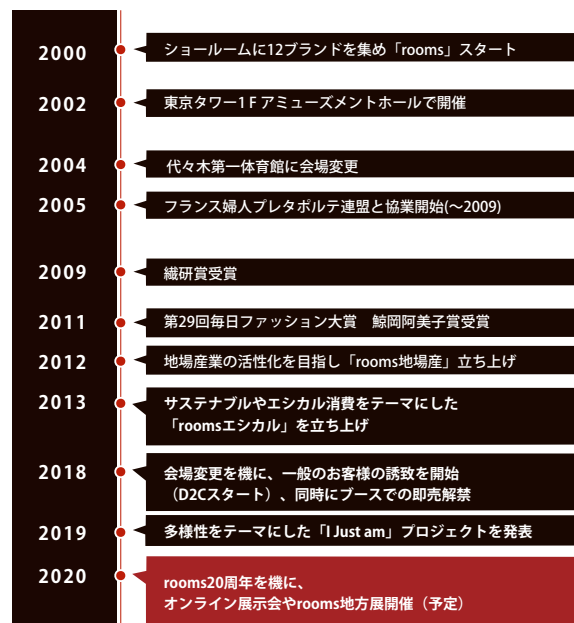 2000
ショールームに12ブランドを集め「rooms」スタート
2002
東京タワー1F アミューズメントホールで開催
2004
代々木第一体育館に会場変更
2005
フランス婦人プレタポルテ連盟と協業開始(〜2009)
2009
繊研賞受賞
2011
第29回毎日ファッション大賞　鯨岡阿美子賞受賞
2012
地場産業の活性化を目指し「rooms地場産」立ち上げ
2013
サステナブルやエシカル消費をテーマにした
「roomsエシカル」を立ち上げ
2018
会場変更を機に、一般のお客様の誘致を開始
（D2Cスタート）、同時にブースでの即売解禁
2019
多様性をテーマにした「I Just am」プロジェクトを発表
2020
rooms20周年を機に、
オンライン展示会やrooms地方展開催（予定）